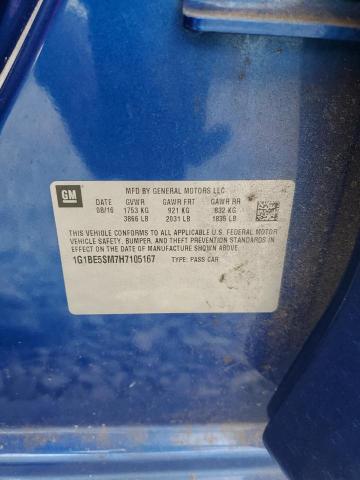 GM
MFD BY GENERAL MOTORS LLC
DATE GVWR GAWR FRT GAWR RR
08/16 1753 KG 921 KG 832 KG
3866 LB 2031 LB 1835 LB
THIS VEHICLE CONFORMS TO ALL APPLICABLE U.S. FEDERAL MOTOR
VEHICLE SAFETY, BUMPER, AND THEFT PREVENTION STANDARDS
IN EFFECT ON THE DATE OF MANUFACTURE SHOWN ABOVE.
1G1BE5SM7H7105167 TYPE: PASS CAR